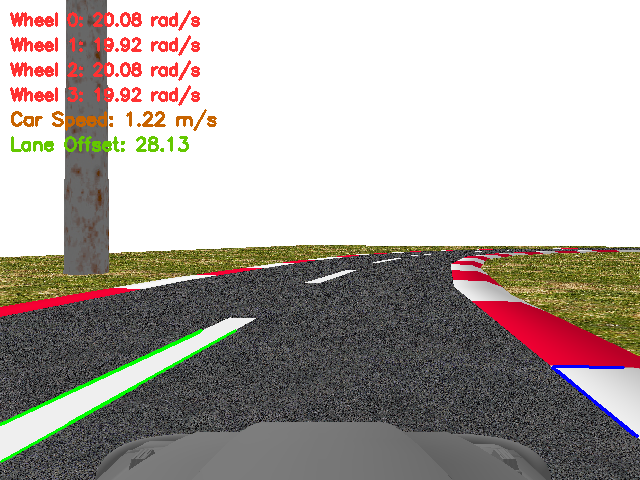 Wheel 0: 20.08 rad/s
Wheel 1: 19.92 rad/s
Wheel 2: 20.08 rad/s
Wheel 3: 19.92 rad/s
Car Speed: 1.22 m/s
Lane Offset: 28.13